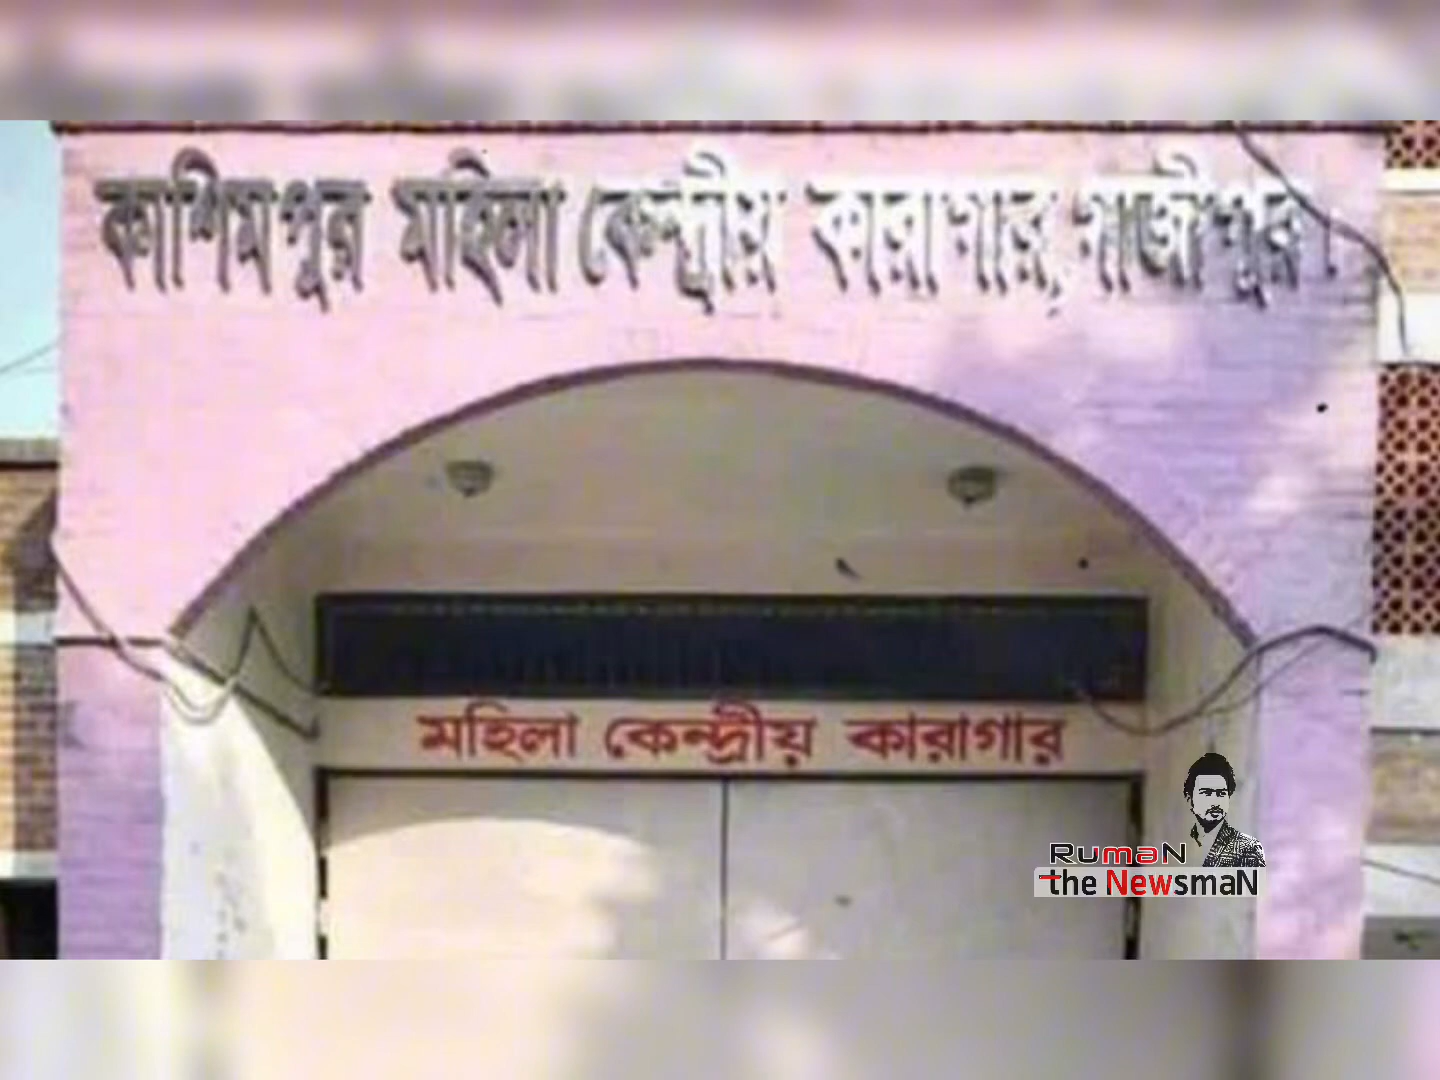 কাশিমপুর মহিলা কেন্দ্রীয় কারাগার, গাজীপুর।
মহিলা কেন্দ্রীয় কারাগার
RumaN
the NewsmaN